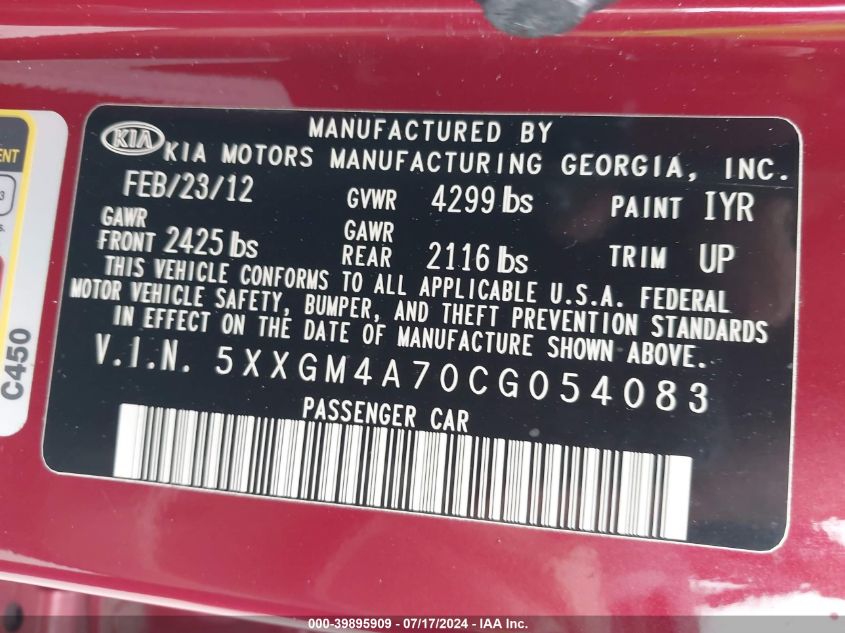 MANUFACTURED BY
KIA KIA MOTORS MANUFACTURING GEORGIA, INC.
FEB/23/12 GVWR 4299 lbs PAINT IYR
GAWR FRONT 2425 lbs GAWR REAR 2116 lbs TRIM UP
THIS VEHICLE CONFORMS TO ALL APPLICABLE U.S.A. FEDERAL
MOTOR VEHICLE SAFETY, BUMPER, AND THEFT PREVENTION STANDARDS
IN EFFECT ON THE DATE OF MANUFACTURE SHOWN ABOVE.
V.I.N. 5XXGM4A70CG054083
PASSENGER CAR
C450
000-39895909 - 07/17/2024 - IAA Inc.